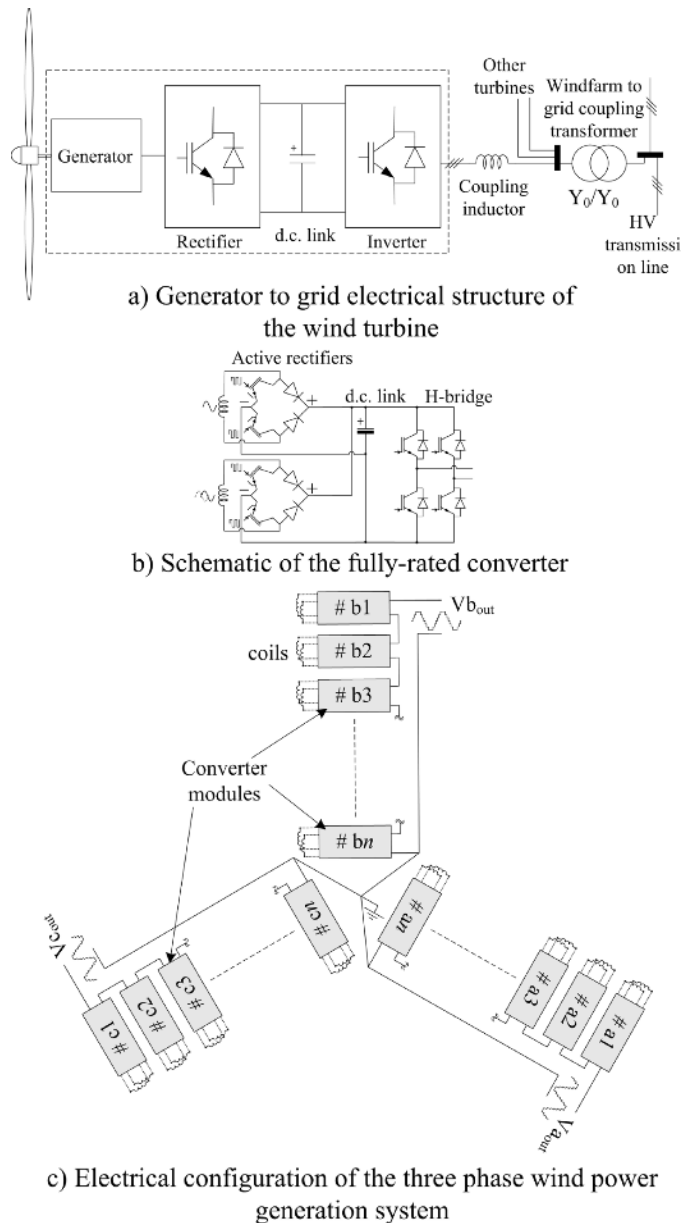 Other
turbines
Windfarm to
grid coupling
transformer
Generator
+
Coupling
inductor
Y0/Y0
Rectifier
d.c. link
Inverter
HV
transmissi
on line
a) Generator to grid electrical structure of
the wind turbine
Active rectifiers
d.c. link
H-bridge
+
+
−
+
−
b) Schematic of the fully-rated converter
# b1
Vbout
coils
# b2
# b3
Converter
modules
# bn
# cn
# an
Vcout
# c3
# c2
# c1
# a3
# a2
# a1
Vaout
c) Electrical configuration of the three phase wind power
generation system